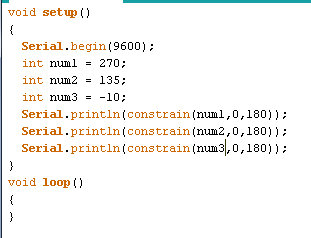 void setup()
{
  Serial.begin(9600);
  int num1 = 270;
  int num2 = 135;
  int num3 = -10;
  Serial.println(constrain(num1,0,180));
  Serial.println(constrain(num2,0,180));
  Serial.println(constrain(num3,0,180));
}
void loop()
{
}